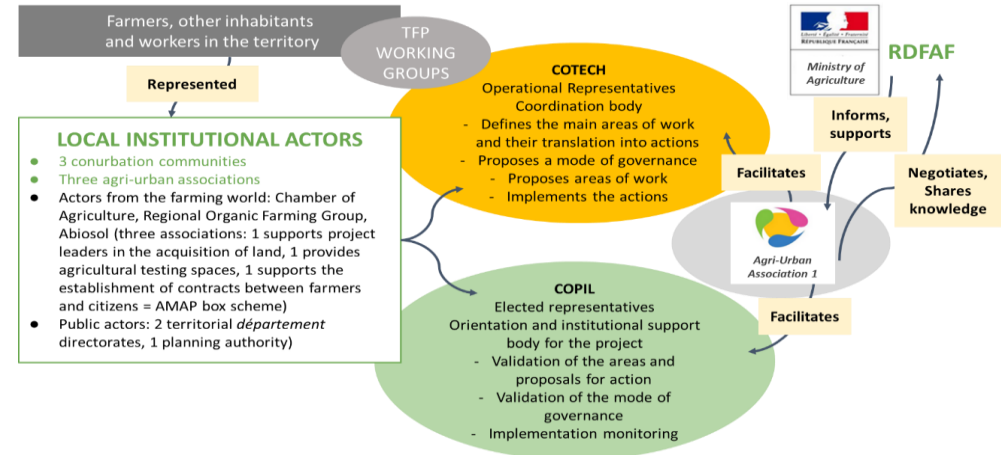 Farmers, other inhabitants
and workers in the territory
TFP
WORKING
GROUPS
Represented
LOCAL INSTITUTIONAL ACTORS
● 3 conurbation communities
● Three agri-urban associations
● Actors from the farming world: Chamber of
Agriculture, Regional Organic Farming Group,
Abiosol (three associations: 1 supports project
leaders in the acquisition of land, 1 provides
agricultural testing spaces, 1 supports the
establishment of contracts between farmers
and citizens = AMAP box scheme)
● Public actors: 2 territorial département
directorates, 1 planning authority)
COTECH
Operational Representatives
Coordination body
- Defines the main areas of work
and their translation into actions
- Proposes a mode of governance
- Proposes areas of work
- Implements the actions
COPIL
Elected representatives
Orientation and institutional support
body for the project
- Validation of the areas and
proposals for action
- Validation of the mode of
governance
- Implementation monitoring
Liberté • Égalité • Fraternité
RÉPUBLIQUE FRANÇAISE
Ministry of
Agriculture
RDFAF
Informs,
supports
Negotiates,
Shares
knowledge
Facilitates
Agri-Urban
Association 1
Facilitates